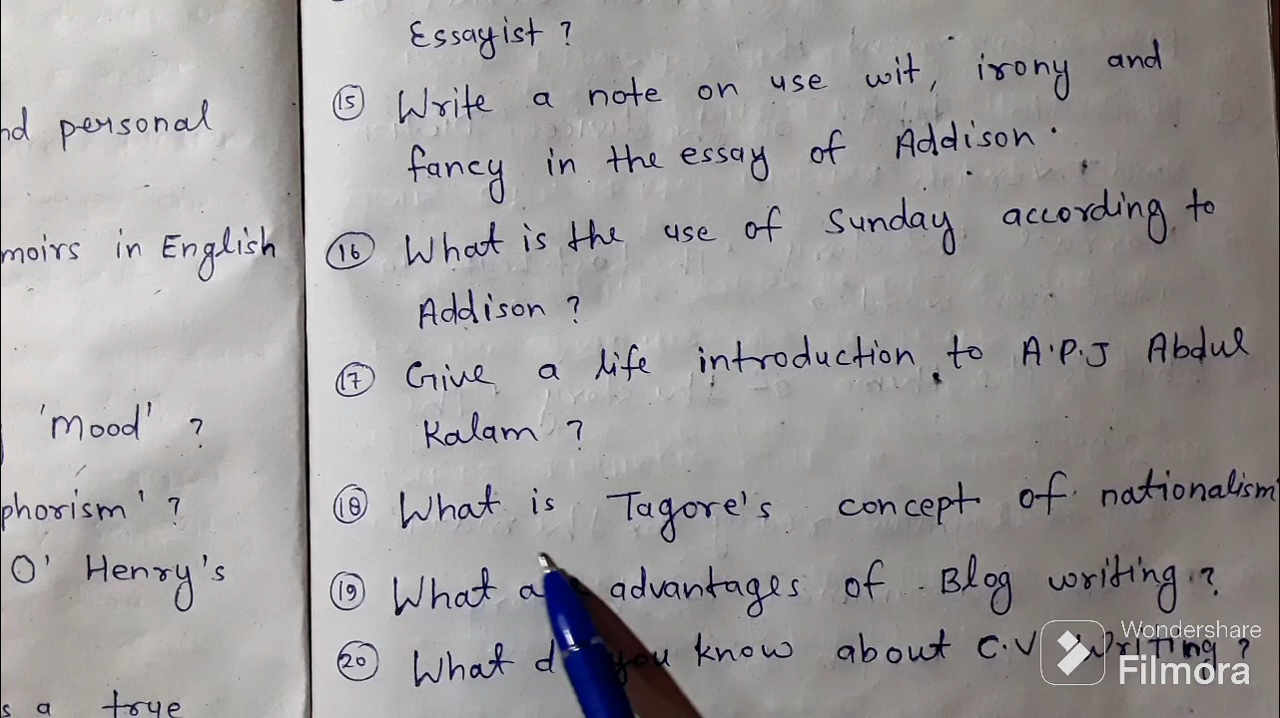 nd personal
moirs in English
'Mood' ?
phorism' ?
O' Henry's
s a true
Essayist ?
15 Write a note on use wit, irony and
fancy in the essay of Addison.
16 What is the use of Sunday according to
Addison ?
17 Give a life introduction to A.P.J Abdul
Kalam ?
18 What is Tagore's concept of nationalism
19 What advantages of Blog writing ?
20 What you know about C.V Writing ?
Wondershare
Filmora